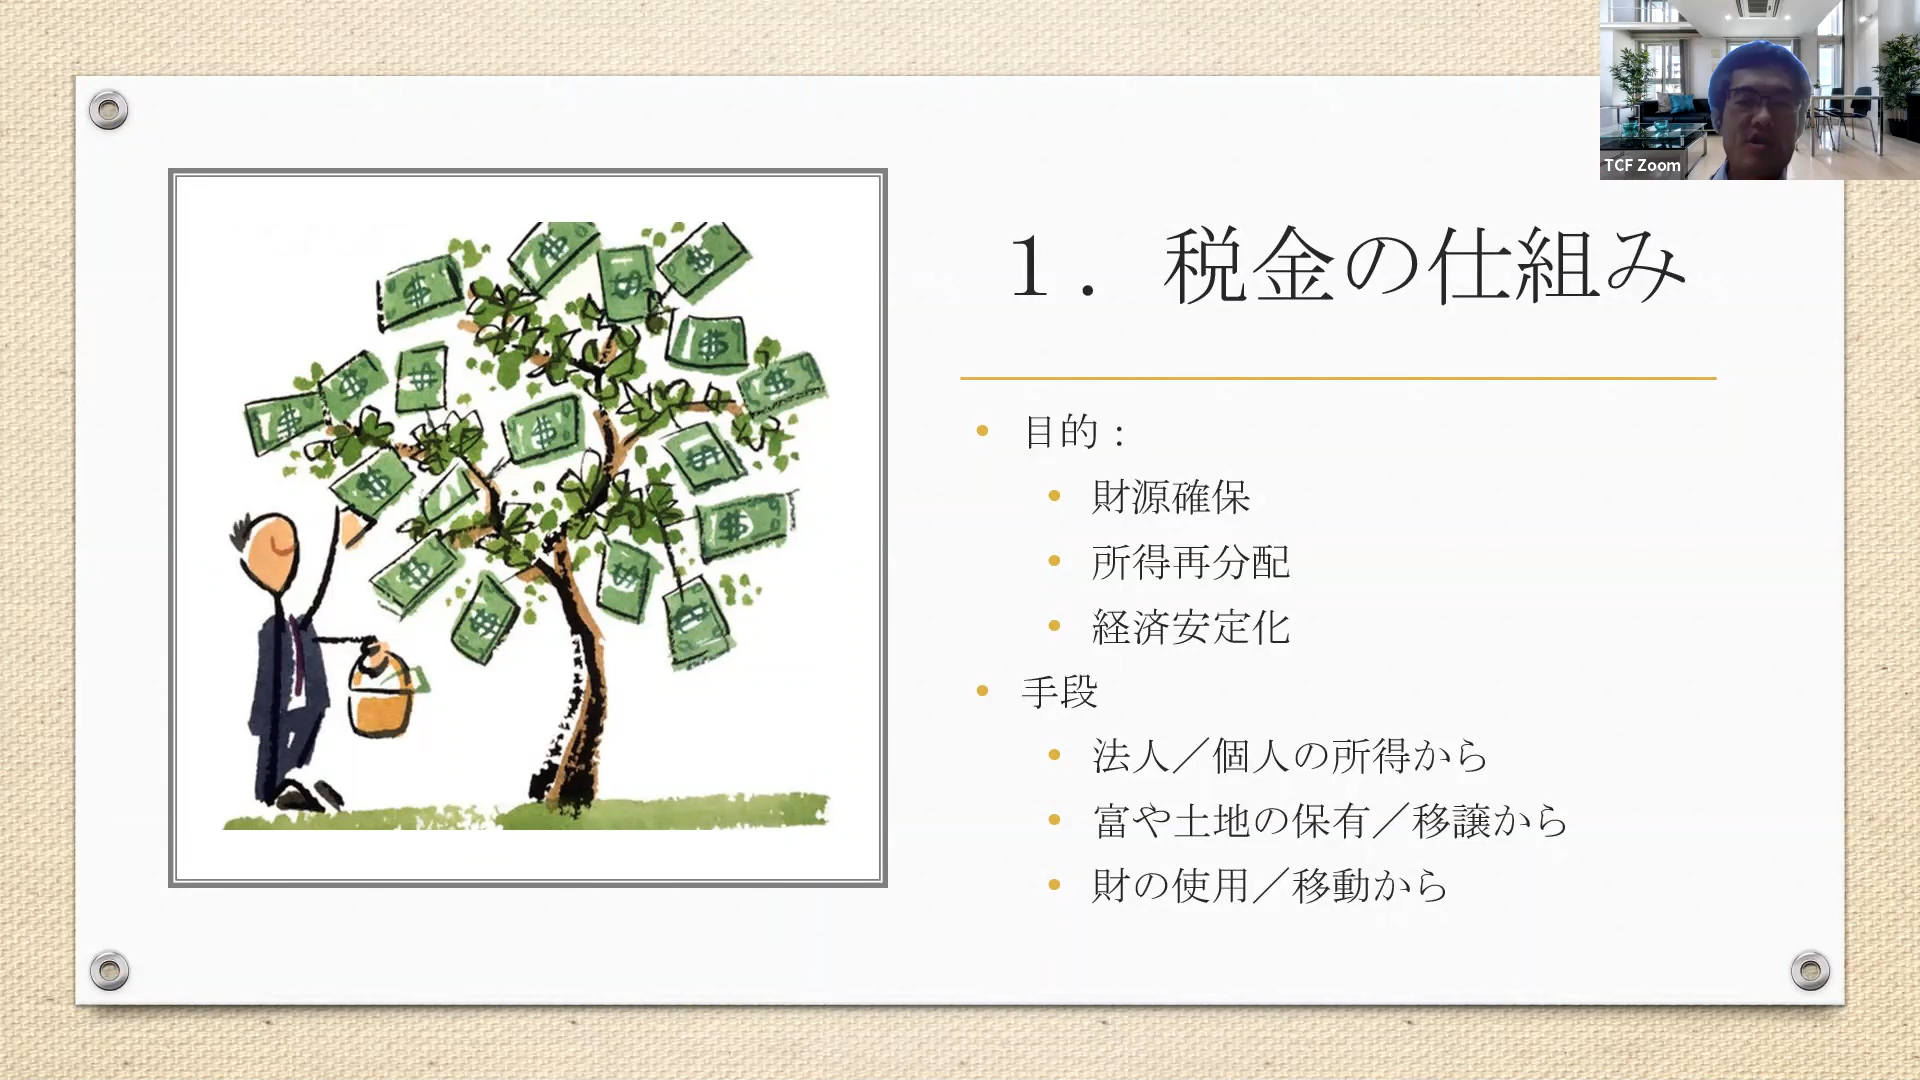 TCF Zoom
１．税金の仕組み
• 目的：
• 財源確保
• 所得再分配
• 経済安定化
• 手段
• 法人／個人の所得から
• 富や土地の保有／移譲から
• 財の使用／移動から